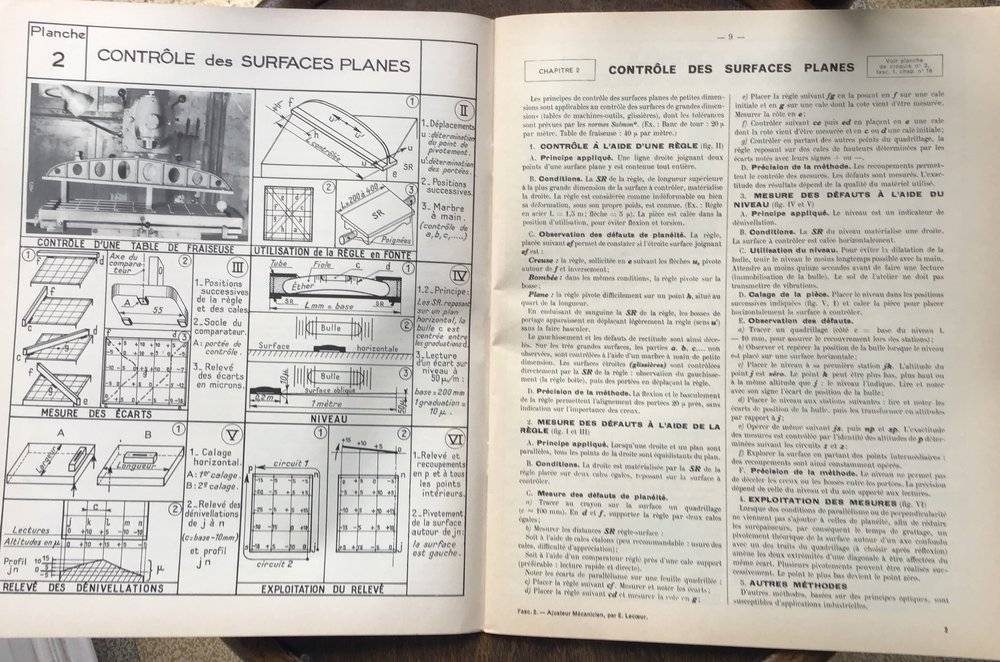 Planche
2
CONTRÔLE des SURFACES PLANES
CONTRÔLE D'UNE TABLE DE FRAISEUSE
UTILISATION de la RÈGLE en FONTE
II
1. Déplacements
u: détermination
du point de
pivotement.
u': détermination
des portées.
2. Positions
successives.
3. Marbre
à main.
(contrôle de
a, b, c, .....)
à contrôler
L=200 à 400
SR
Poignées
Axe du
compara-
teur
55
III
1. Positions
successives
de la règle
et des cales
2. Socle du
comparateur.
A: portée de
contrôle.
3. Relevé
des écarts
en microns.
MESURE DES ÉCARTS
Tube
Fiole
Éther
SR
SR
Lmm = base
Bulle
Surface
horizontale
Bulle
Surface oblique
0,2 m
1 mètre
NIVEAU
IV
1.2. Principe:
Les SR reposant
sur un plan
horizontal, la
bulle c est
centrée entre
les graduations d
3. Lecture
d'un écart sur
niveau à
50 µ/m:
base = 200 mm
1 graduation =
10 µ.
A
B
Longueur
Longueur
Lectures
Altitudes en µ
Profil
j n
V
1. Calage
horizontal.
A: 1er calage.
B: 2e calage.
2. Relevé des
dénivellations
de j à n
(c=base-10mm)
et profil
j n
RELEVÉ DES DÉNIVELLATIONS
circuit 1
circuit 2
EXPLOITATION DU RELEVÉ
VI
1. Relevé et
recoupements
en p et à tous
les points
intérieurs.
2. Pivotement
de la surface
autour de jn:
la surface
est gauche.
— 9 —
CHAPITRE 2
CONTRÔLE DES SURFACES PLANES
Voir planche
de croquis n° 2,
fasc. 1, chap. n° 16
Les principes de contrôle des surfaces planes de petites dimen-
sions sont applicables au contrôle des surfaces de grandes dimen-
sions (tables de machines-outils, glissières), dont les tolérances
sont prévues par les normes Salmon*. (Ex. : Banc de tour : 20 µ
par mètre. Table de fraiseuse : 40 µ par mètre.)
1. CONTRÔLE À L'AIDE D'UNE RÈGLE (fig. II)
A. Principe appliqué. Une ligne droite joignant deux
points d'une surface plane y est contenue tout entière.
B. Conditions. La SR de la règle, de longueur supérieure
à la plus grande dimension de la surface à contrôler, matérialise
la droite. La règle est considérée comme indéformable ou bien
sa déformation, sous son propre poids, est connue. (Ex. : Règle
en acier L = 1,5 m ; flèche = 5 µ). La pièce est calée dans la
position d'utilisation, pour éviter flexion et torsion.
C. Observation des défauts de planéité. La règle,
placée suivant ef permet de constater si l'étroite surface joignant
ef est :
Creuse : la règle, sollicitée en e suivant les flèches u, pivote
autour de f et inversement;
Bombée : dans les mêmes conditions, la règle pivote sur la
bosse;
Plane : la règle pivote difficilement sur un point h, situé au
quart de la longueur.
En enduisant de sanguine la SR de la règle, les bosses de
portage apparaissent en déplaçant légèrement la règle (sens u')
sans la faire basculer.
Le gauchissement et les défauts de rectitude sont ainsi déce-
lés. Sur les très grandes surfaces, les parties a, b, c... non
observées, sont contrôlées à l'aide d'un marbre à main de petite
dimension. Les surfaces étroites (glissières) sont contrôlées
directement par la SR de la règle : observation du gauchisse-
ment (la règle boite), puis des portées en déplaçant la règle.
D. Précision de la méthode. La flexion et le basculement
de la règle permettent l'alignement des portées 20 µ près, sans
indication sur l'importance des creux.
2. MESURE DES DÉFAUTS À L'AIDE DE LA
RÈGLE (fig. I et III)
A. Principe appliqué. Lorsqu'une droite et un plan sont
parallèles, tous les points de la droite sont équidistants du plan.
B. Conditions. La droite est matérialisée par la SR de la
règle placée sur deux cales égales, reposant sur la surface à
contrôler.
C. Mesure des défauts de planéité.
a) Tracer au crayon sur la surface un quadrillage
(c ≈ 100 mm). En d et f, supporter la règle par deux cales
égales;
b) Mesurer les distances SR règle-surface :
Soit à l'aide de cales étalons (peu recommandable : usure des
cales, difficulté d'appréciation);
Soit à l'aide d'un comparateur réglé près d'une cale support
(préférable : lecture rapide et directe).
Noter les écarts de parallélisme sur une feuille quadrillée :
c) Placer la règle suivant cf. Mesurer et noter les écarts;
d) Placer la règle suivant cd et mesurer la cote en g;
e) Placer la règle suivant fg en la posant en f sur une cale
initiale et en g sur une cale dont la cote vient d'être mesurée.
Mesurer la côte en e;
f) Contrôler suivant ce puis ed en plaçant en e une cale
dont la cote vient d'être mesurée et en c ou d une cale initiale;
g) Contrôler en partant des autres points du quadrillage, la
règle reposant sur des cales de hauteurs déterminées par les
écarts notés avec leurs signes + ou —.
D. Précision de la méthode. Les recoupements permet-
tent le contrôle des mesures. Les défauts sont mesurés. L'exac-
titude des résultats dépend de la qualité du matériel utilisé.
3. MESURE DES DÉFAUTS À L'AIDE DU
NIVEAU (fig. IV et V)
A. Principe appliqué. Le niveau est un indicateur de
dénivellation.
B. Conditions. La SR du niveau matérialise une droite.
La surface à contrôler est calée horizontalement.
C. Utilisation du niveau. Pour éviter la dilatation de la
bulle, tenir le niveau le moins longtemps possible avec la main.
Attendre au moins quinze secondes avant de faire une lecture
(immobilisation de la bulle). Le sol de l'atelier ne doit pas
transmettre de vibrations.
D. Calage de la pièce. Placer le niveau dans les positions
successives indiquées (fig. V, 1) et caler la pièce pour placer
horizontalement la surface à contrôler.
E. Observation des défauts.
a) Tracer un quadrillage (côté c = base du niveau L
— 10 mm, pour assurer le recouvrement lors des stations);
b) Observer et repérer la position de la bulle lorsque le niveau
est placé sur une surface horizontale;
c) Placer le niveau à sa première station jk. L'altitude du
point j est zéro. Le point k peut être plus bas, plus haut ou
à la même altitude que j : le niveau l'indique. Lire et noter
avec son signe l'écart de position de la bulle;
d) Placer le niveau aux stations suivantes : lire et noter les
écarts de position de la bulle, puis les transformer en altitudes
par rapport à j;
e) Opérer de même suivant js, puis np et sp. L'exactitude
des mesures est contrôlée par l'identité des altitudes de p déter-
minées suivant les circuits 1 et 2;
f) Explorer la surface en partant des points intermédiaires :
des recoupements sont ainsi constamment opérés.
F. Précision de la méthode. Le niveau ne permet pas
de déceler les creux ou les bosses entre les portées. La précision
dépend de celle du niveau et du soin apporté aux lectures.
4. EXPLOITATION DES MESURES (fig. VI)
Lorsque des conditions de parallélisme ou de perpendicularité
ne viennent pas s'ajouter à celles de planéité, afin de réduire
les surépaisseurs, par conséquent le temps de grattage, un
pivotement théorique de la surface autour d'un axe confondu
avec un des traits du quadrillage (à choisir après réflexion)
amène les deux extrémités d'une diagonale à être affectées du
même écart. Plusieurs pivotements peuvent être réalisés suc-
cessivement. Le point le plus bas devient le point zéro.
5. AUTRES MÉTHODES
D'autres méthodes, basées sur des principes optiques, sont
susceptibles d'applications industrielles.
Fasc. 2. — Ajusteur Mécanicien, par E. Lecœur.
2